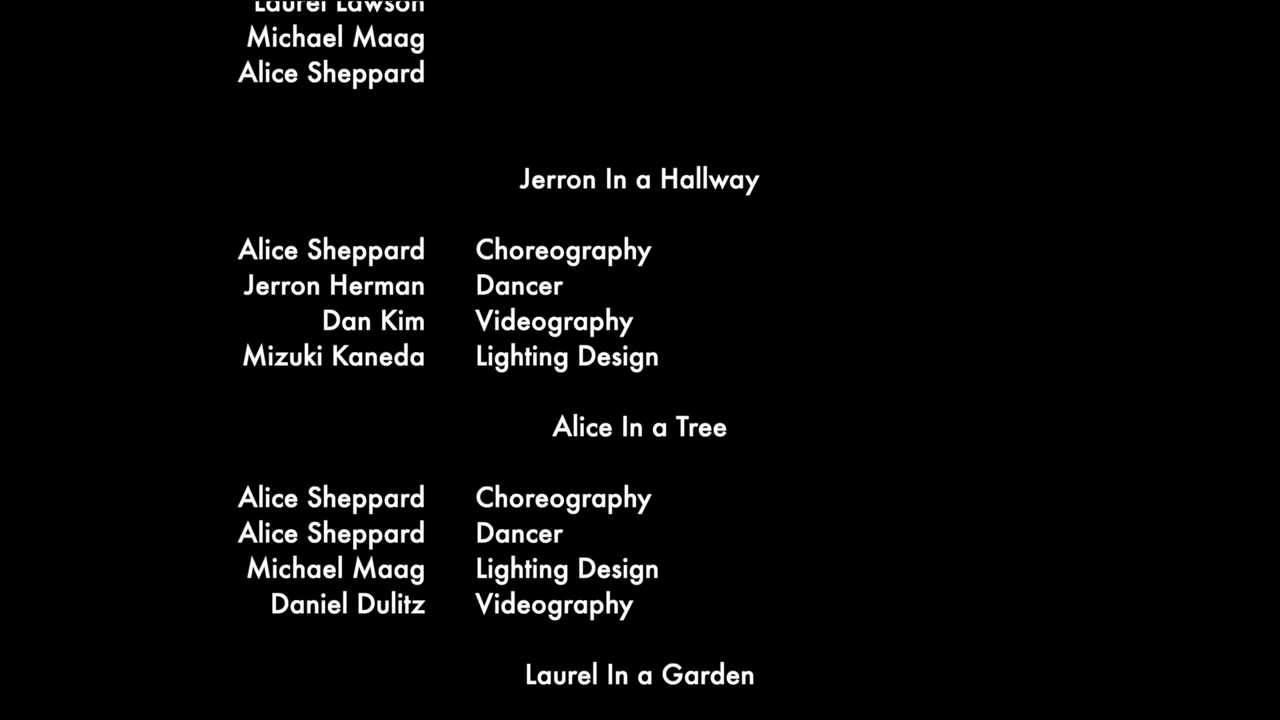 Laurel Lawson
Michael Maag
Alice Sheppard
Jerron In a Hallway
Alice Sheppard Choreography
Jerron Herman Dancer
Dan Kim Videography
Mizuki Kaneda Lighting Design
Alice In a Tree
Alice Sheppard Choreography
Alice Sheppard Dancer
Michael Maag Lighting Design
Daniel Dulitz Videography
Laurel In a Garden